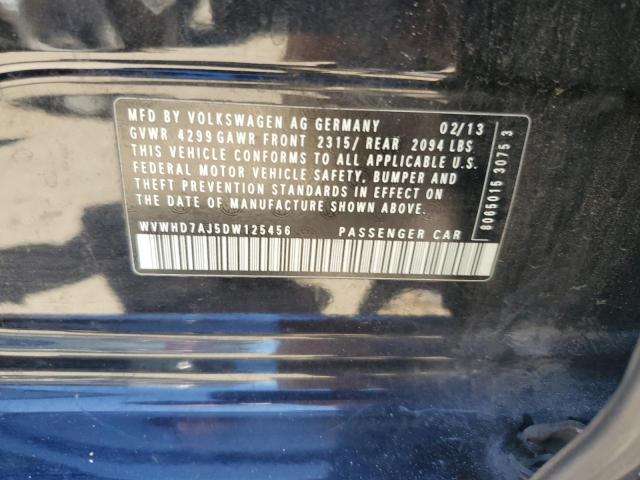 MFD BY VOLKSWAGEN AG GERMANY 02/13
GVWR 4299 GAWR FRONT 2315/ REAR 2094 LBS
THIS VEHICLE CONFORMS TO ALL APPLICABLE U.S.
FEDERAL MOTOR VEHICLE SAFETY, BUMPER AND
THEFT PREVENTION STANDARDS IN EFFECT ON
THE DATE OF MANUFACTURE SHOWN ABOVE.
WVWHD7AJ5DW125456 PASSENGER CAR
8065015 3075 3